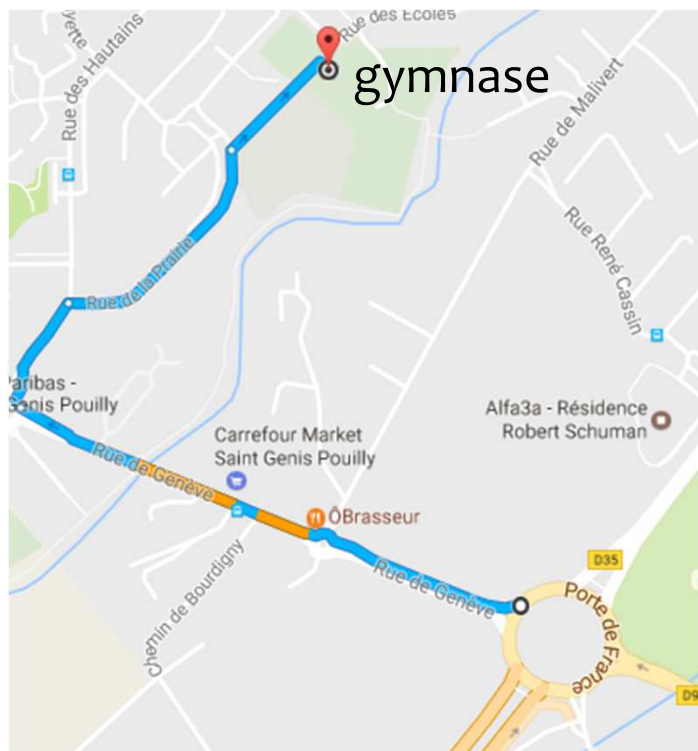 Rue des Ecoles
Rue des Hautains
gymnase
Rue de Malivert
Rue René Cassin
Rue de la Prairie
Paribas -
Genis Pouilly
Alfa3a - Résidence
Robert Schuman
Carrefour Market
Saint Genis Pouilly
Rue de Genève
ÔBrasseur
Chemin de Bourdigny
Rue de Genève
D35
Porte de France
D9